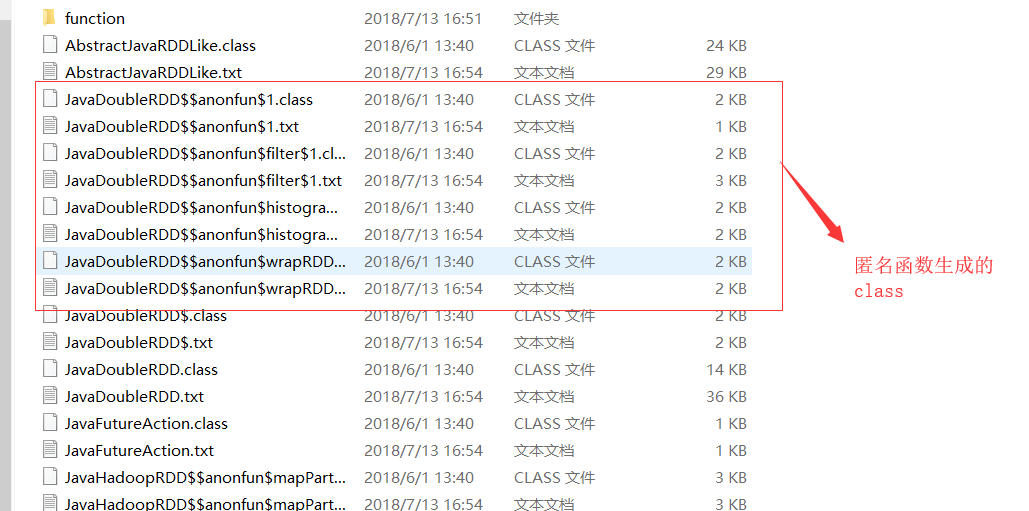 function 2018/7/13 16:51 文件夹
AbstractJavaRDDLike.class 2018/6/1 13:40 CLASS 文件 24 KB
AbstractJavaRDDLike.txt 2018/7/13 16:54 文本文档 29 KB
JavaDoubleRDD$$anonfun$1.class 2018/6/1 13:40 CLASS 文件 2 KB
JavaDoubleRDD$$anonfun$1.txt 2018/7/13 16:54 文本文档 1 KB
JavaDoubleRDD$$anonfun$filter$1.cl... 2018/6/1 13:40 CLASS 文件 2 KB
JavaDoubleRDD$$anonfun$filter$1.txt 2018/7/13 16:54 文本文档 3 KB
JavaDoubleRDD$$anonfun$histogra... 2018/6/1 13:40 CLASS 文件 2 KB
JavaDoubleRDD$$anonfun$histogra... 2018/7/13 16:54 文本文档 2 KB
JavaDoubleRDD$$anonfun$wrapRDD... 2018/6/1 13:40 CLASS 文件 2 KB
JavaDoubleRDD$$anonfun$wrapRDD... 2018/7/13 16:54 文本文档 2 KB
匿名函数生成的
class
JavaDoubleRDD$.class 2018/6/1 13:40 CLASS 文件 2 KB
JavaDoubleRDD$.txt 2018/7/13 16:54 文本文档 2 KB
JavaDoubleRDD.class 2018/6/1 13:40 CLASS 文件 14 KB
JavaDoubleRDD.txt 2018/7/13 16:54 文本文档 36 KB
JavaFutureAction.class 2018/6/1 13:40 CLASS 文件 1 KB
JavaFutureAction.txt 2018/7/13 16:54 文本文档 1 KB
JavaHadoopRDD$$anonfun$mapPart... 2018/6/1 13:40 CLASS 文件 3 KB
JavaHadoopRDD$$anonfun$mapPart... 2018/7/13 16:54 文本文档 3 KB